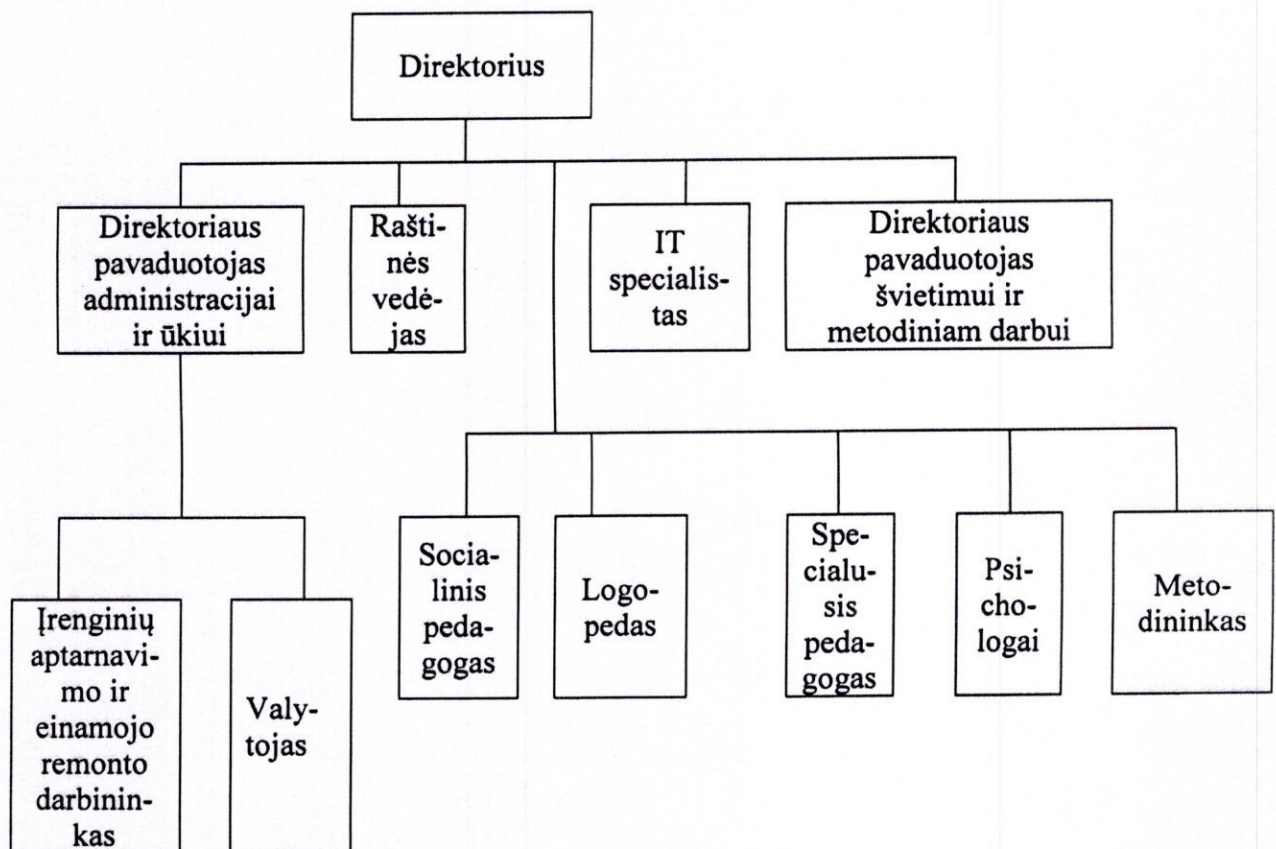 Direktorius
Direktoriaus
pavaduotojas
administracijai
ir ūkiui
Rašti-
nės
vedė-
jas
IT
specialis-
tas
Direktoriaus
pavaduotojas
švietimui ir
metodiniam darbui
Įrenginių
aptarnavi-
mo ir
einamojo
remonto
darbinin-
kas
Valy-
tojas
Socia-
linis
peda-
gogas
Logo-
pedas
Spe-
cialu-
sis
peda-
gogas
Psi-
cho-
logai
Meto-
dininkas